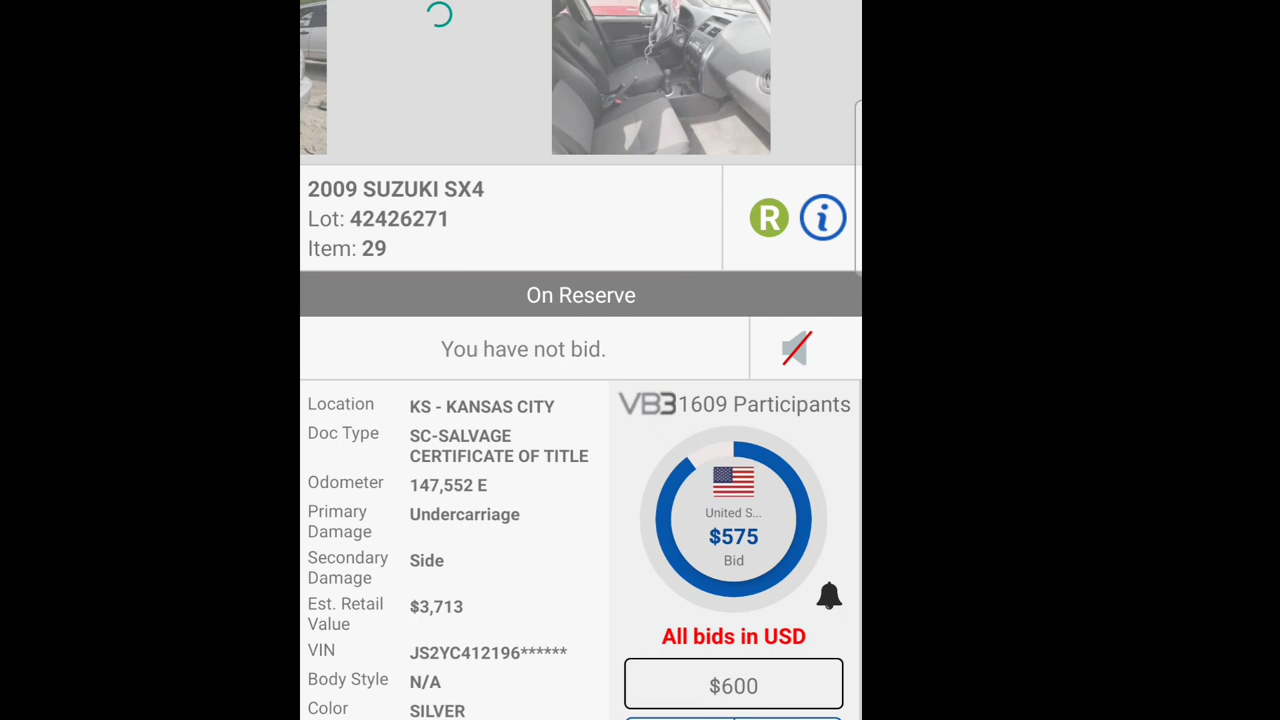 2009 SUZUKI SX4
Lot: 42426271
Item: 29
R
i
On Reserve
You have not bid.
Location KS - KANSAS CITY
Doc Type SC-SALVAGE
CERTIFICATE OF TITLE
Odometer 147,552 E
Primary
Damage Undercarriage
Secondary
Damage Side
Est. Retail
Value $3,713
VIN JS2YC412196******
Body Style N/A
Color SILVER
VB3 1609 Participants
United S...
$575
Bid
All bids in USD
$600